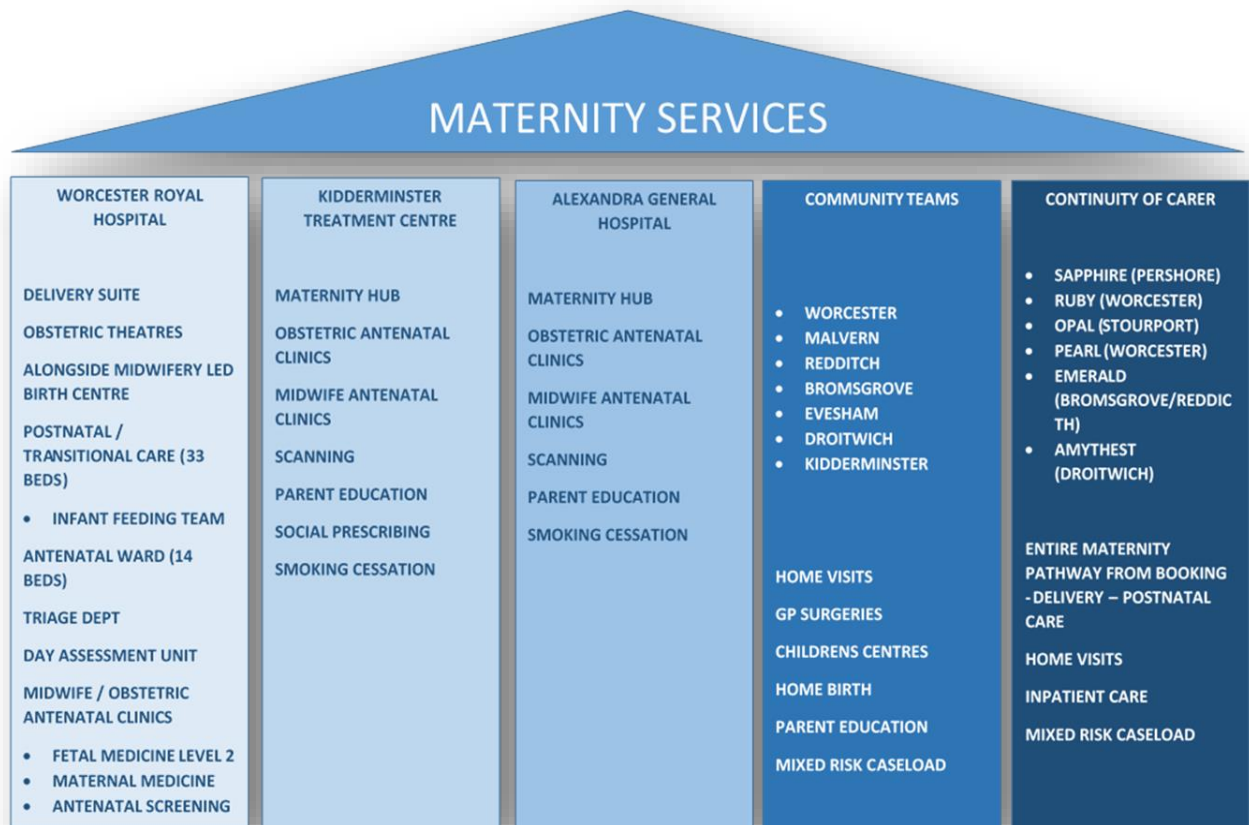 MATERNITY SERVICES
WORCESTER ROYAL
HOSPITAL
DELIVERY SUITE
OBSTETRIC THEATRES
ALONGSIDE MIDWIFERY LED
BIRTH CENTRE
POSTNATAL /
TRANSITIONAL CARE (33
BEDS)
• INFANT FEEDING TEAM
ANTENATAL WARD (14
BEDS)
TRIAGE DEPT
DAY ASSESSMENT UNIT
MIDWIFE / OBSTETRIC
ANTENATAL CLINICS
• FETAL MEDICINE LEVEL 2
• MATERNAL MEDICINE
• ANTENATAL SCREENING
KIDDERMINSTER
TREATMENT CENTRE
MATERNITY HUB
OBSTETRIC ANTENATAL
CLINICS
MIDWIFE ANTENATAL
CLINICS
SCANNING
PARENT EDUCATION
SOCIAL PRESCRIBING
SMOKING CESSATION
ALEXANDRA GENERAL
HOSPITAL
MATERNITY HUB
OBSTETRIC ANTENATAL
CLINICS
MIDWIFE ANTENATAL
CLINICS
SCANNING
PARENT EDUCATION
SMOKING CESSATION
COMMUNITY TEAMS
• WORCESTER
• MALVERN
• REDDITCH
• BROMSGROVE
• EVESHAM
• DROITWICH
• KIDDERMINSTER
HOME VISITS
GP SURGERIES
CHILDRENS CENTRES
HOME BIRTH
PARENT EDUCATION
MIXED RISK CASELOAD
CONTINUITY OF CARER
• SAPPHIRE (PERSHORE)
• RUBY (WORCESTER)
• OPAL (STOURPORT)
• PEARL (WORCESTER)
• EMERALD
(BROMSGROVE/REDDIC
TH)
• AMYTHEST
(DROITWICH)
ENTIRE MATERNITY
PATHWAY FROM BOOKING
- DELIVERY – POSTNATAL
CARE
HOME VISITS
INPATIENT CARE
MIXED RISK CASELOAD